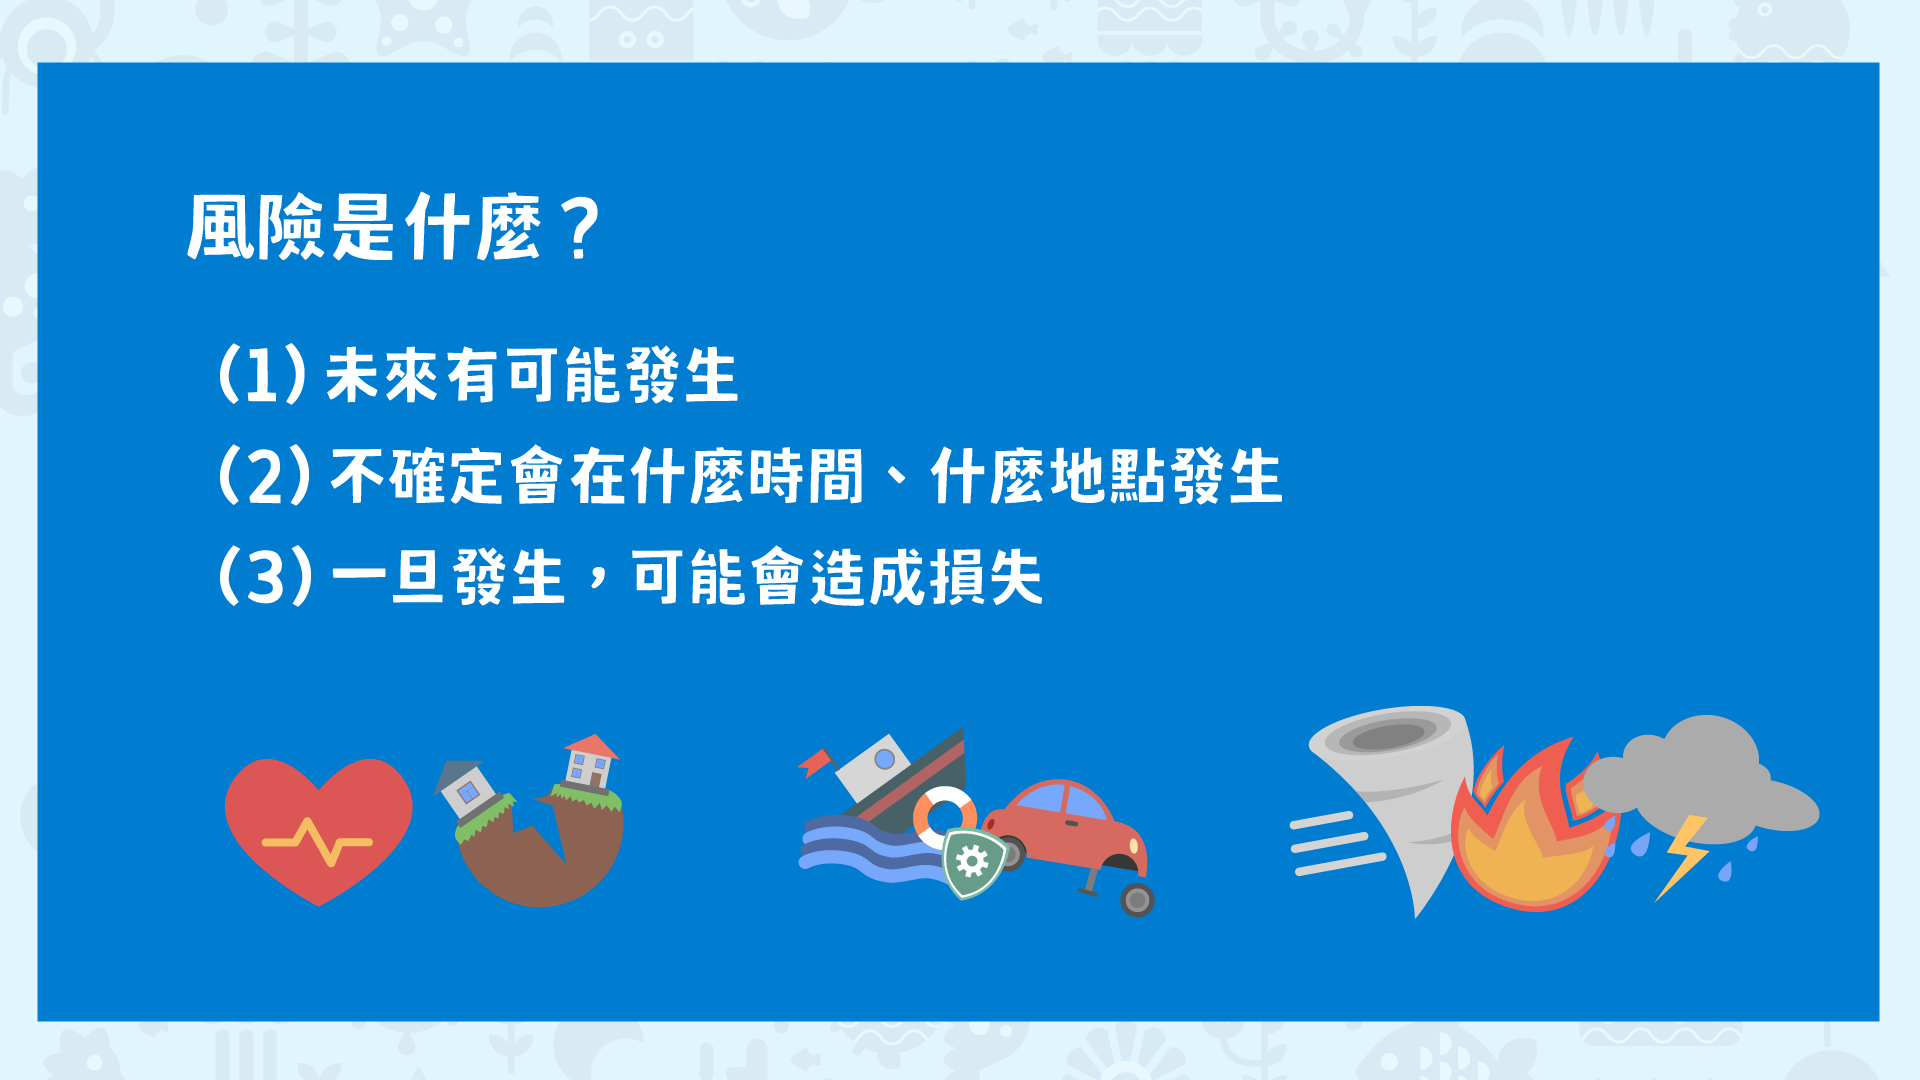 風險是什麼？
(1) 未來有可能發生
(2) 不確定會在什麼時間、什麼地點發生
(3) 一旦發生，可能會造成損失